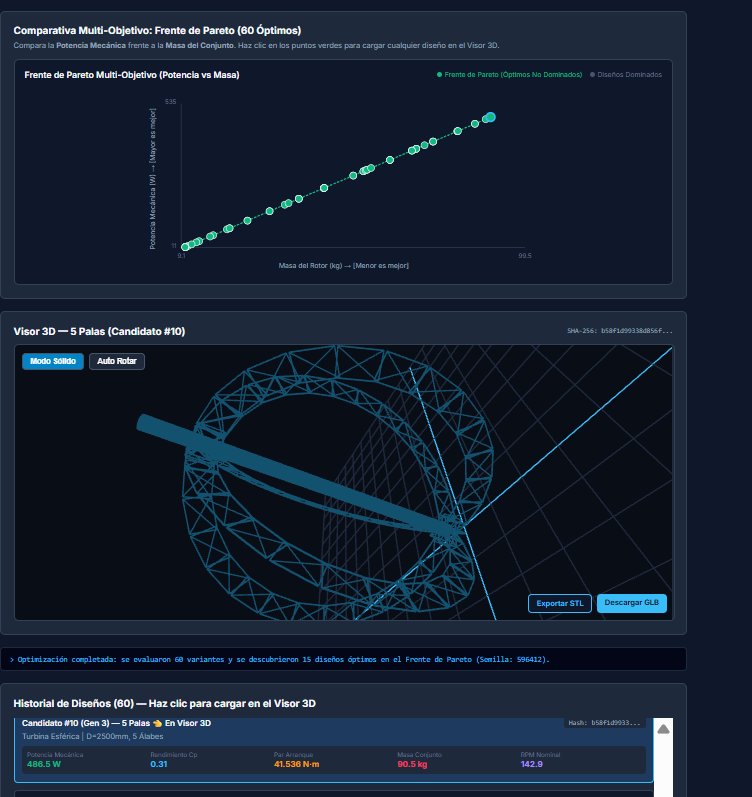 Comparativa Multi-Objetivo: Frente de Pareto (60 Óptimos)
Compara la Potencia Mecánica frente a la Masa del Conjunto. Haz clic en los puntos verdes para cargar cualquier diseño en el Visor 3D.
Frente de Pareto Multi-Objetivo (Potencia vs Masa)
Frente de Pareto (Óptimos No Dominados)
Diseños Dominados
535
Potencia Mecánica (W) → [Mayor es mejor]
11
9.1
99.5
Masa del Rotor (kg) → [Menor es mejor]
Visor 3D — 5 Palas (Candidato #10)
SHA-256: b58f1d99338d856f...
Modo Sólido
Auto Rotar
Exportar STL
Descargar GLB
> Optimización completada: se evaluaron 60 variantes y se descubrieron 15 diseños óptimos en el Frente de Pareto (Semilla: 596412).
Historial de Diseños (60) — Haz clic para cargar en el Visor 3D
Candidato #10 (Gen 3) — 5 Palas 👈 En Visor 3D
Hash: b58f1d9933...
Turbina Esférica | D=2500mm, 5 Álabes
Potencia Mecánica
Rendimiento Cp
Par Arranque
Masa Conjunto
RPM Nominal
486.5 W
0.31
41.536 N·m
90.5 kg
142.9